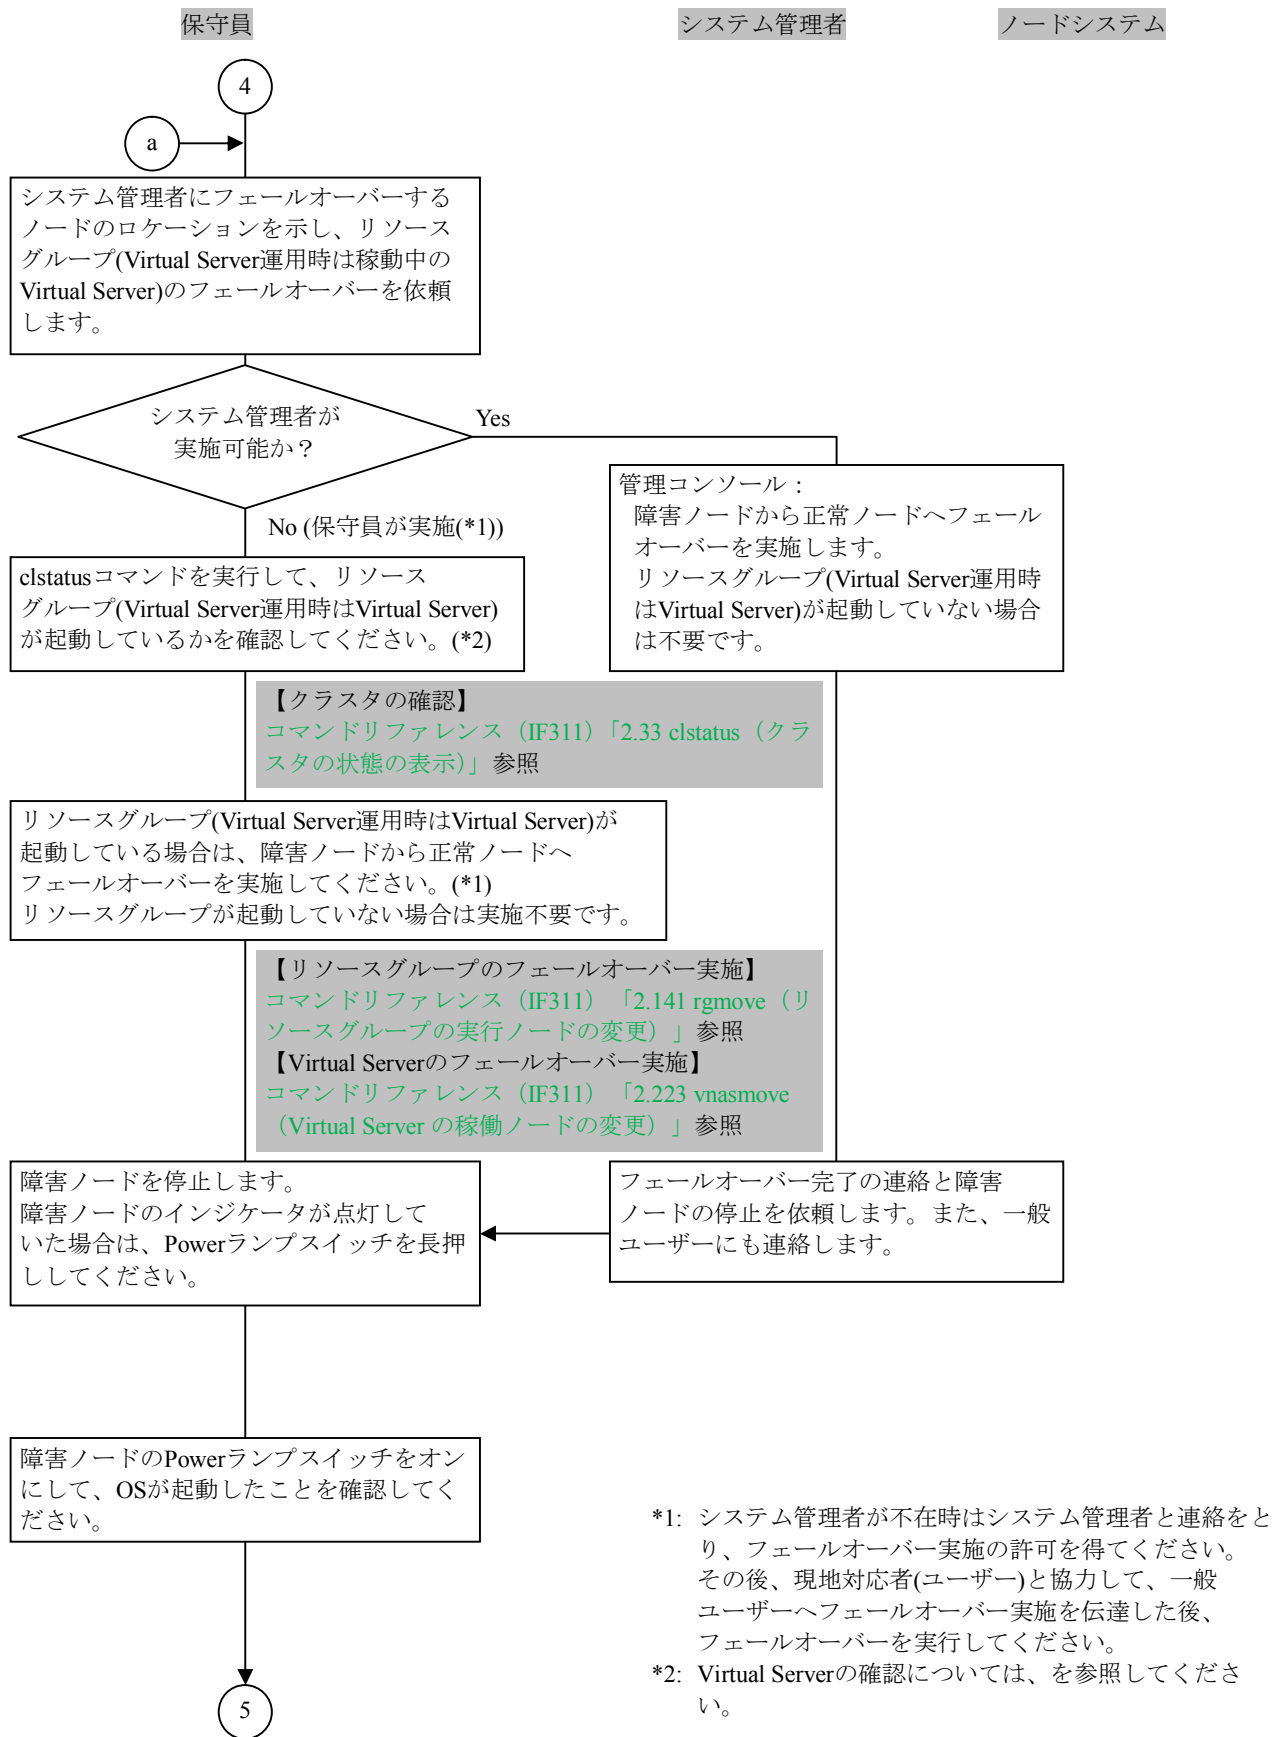 保守員
システム管理者
ノードシステム
4
a
システム管理者にフェールオーバーする
ノードのロケーションを示し、リソース
グループ(Virtual Server運用時は稼動中の
Virtual Server)のフェールオーバーを依頼
します。
システム管理者が
実施可能か？
Yes
No (保守員が実施(*1))
管理コンソール：
障害ノードから正常ノードへフェール
オーバーを実施します。
リソースグループ(Virtual Server運用時
はVirtual Server)が起動していない場合
は不要です。
clstatusコマンドを実行して、リソース
グループ(Virtual Server運用時はVirtual Server)
が起動しているかを確認してください。(*2)
【クラスタの確認】
コマンドリファレンス（IF311）「2.33 clstatus（クラ
スタの状態の表示）」参照
リソースグループ(Virtual Server運用時はVirtual Server)が
起動している場合は、障害ノードから正常ノードへ
フェールオーバーを実施してください。(*1)
リソースグループが起動していない場合は実施不要です。
【リソースグループのフェールオーバー実施】
コマンドリファレンス（IF311）「2.141 rgmove（リ
ソースグループの実行ノードの変更）」参照
【Virtual Serverのフェールオーバー実施】
コマンドリファレンス（IF311）「2.223 vnasmove
（Virtual Server の稼働ノードの変更）」参照
障害ノードを停止します。
障害ノードのインジケータが点灯して
いた場合は、Powerランプスイッチを長押
ししてください。
フェールオーバー完了の連絡と障害
ノードの停止を依頼します。また、一般
ユーザーにも連絡します。
障害ノードのPowerランプスイッチをオン
にして、OSが起動したことを確認してく
ださい。
5
*1: システム管理者が不在時はシステム管理者と連絡をと
り、フェールオーバー実施の許可を得てください。
その後、現地対応者(ユーザー)と協力して、一般
ユーザーへフェールオーバー実施を伝達した後、
フェールオーバーを実行してください。
*2: Virtual Serverの確認については、を参照してくださ
い。